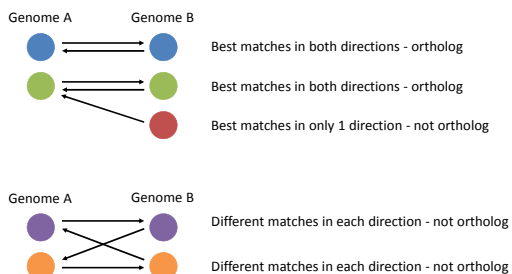 Genome A Genome B
Best matches in both directions - ortholog
Best matches in both directions - ortholog
Best matches in only 1 direction - not ortholog
Genome A Genome B
Different matches in each direction - not ortholog
Different matches in each direction - not ortholog